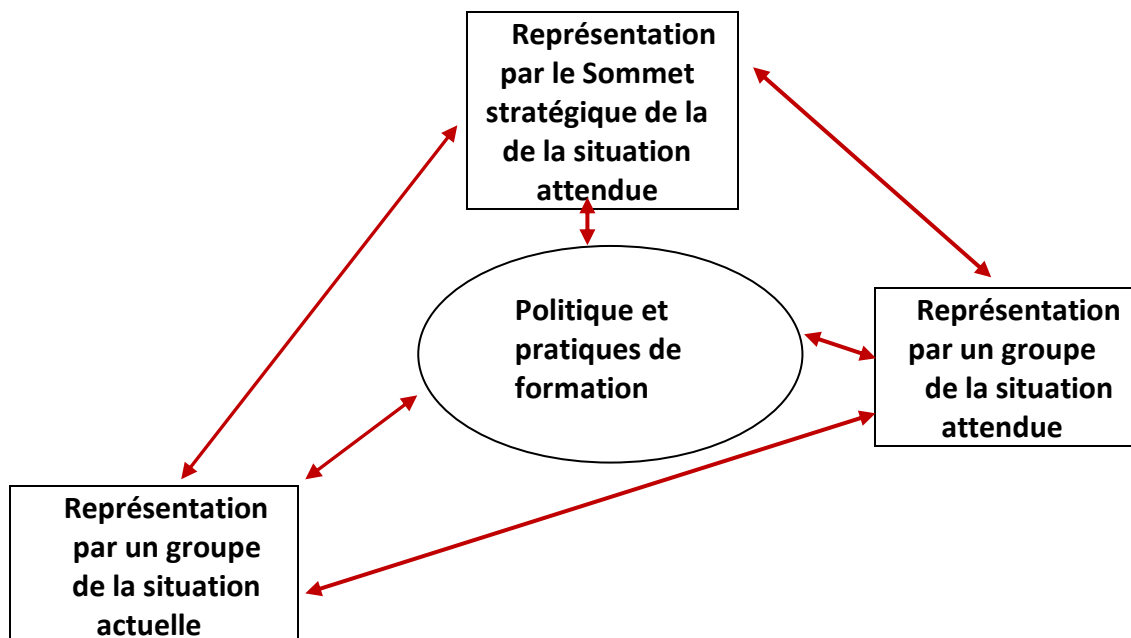 Représentation
par le Sommet
stratégique de la
de la situation
attendue
Politique et
pratiques de
formation
Représentation
par un groupe
de la situation
attendue
Représentation
par un groupe
de la situation
actuelle